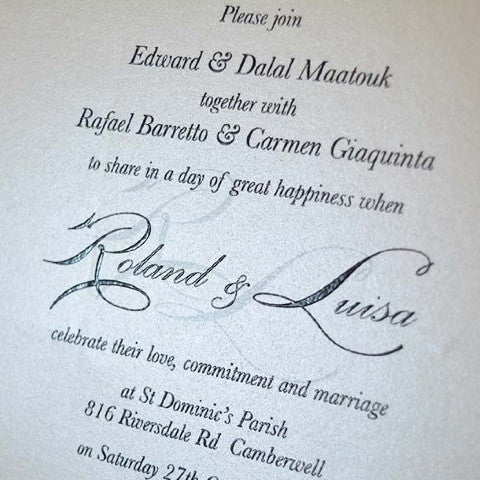 Please join
Edward & Dalal Maatouk
together with
Rafael Barretto & Carmen Giaquinta
to share in a day of great happiness when
Roland & Luisa
celebrate their love, commitment and marriage
at St Dominic's Parish
816 Riversdale Rd Camberwell
on Saturday 27th